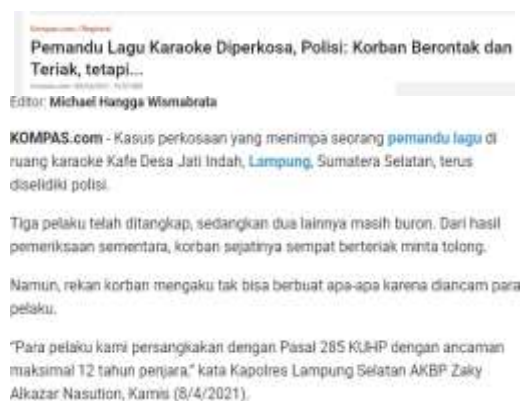 Kompas.com / Regional
Pemandu Lagu Karaoke Diperkosa, Polisi: Korban Berontak dan
Teriak, tetapi...
Editor: Michael Hangga Wismabrata
KOMPAS.com - Kasus perkosaan yang menimpa seorang pemandu lagu di
ruang karaoke Kafe Desa Jati Indah, Lampung, Sumatera Selatan, terus
diselidiki polisi.
Tiga pelaku telah ditangkap, sedangkan dua lainnya masih buron. Dari hasil
pemeriksaan sementara, korban sejatinya sempat berteriak minta tolong.
Namun, rekan korban mengaku tak bisa berbuat apa-apa karena diancam para
pelaku.
"Para pelaku kami persangkakan dengan Pasal 285 KUHP dengan ancaman
maksimal 12 tahun penjara," kata Kapolres Lampung Selatan AKBP Zaky
Alkazar Nasution, Kamis (8/4/2021).